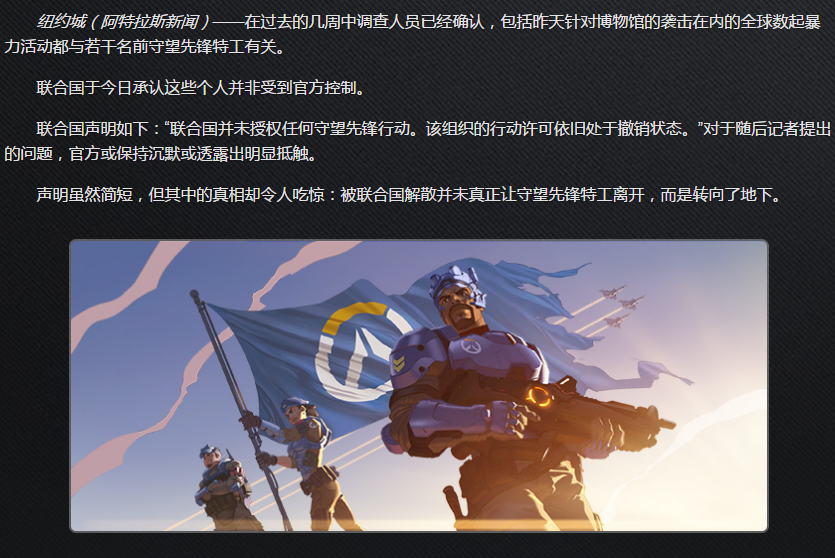 纽约城（阿特拉斯新闻）——在过去的几周中调查人员已经确认，包括昨天针对博物馆的袭击在内的全球数起暴
力活动都与若干名前守望先锋特工有关。
联合国于今日承认这些个人并非受到官方控制。
联合国声明如下：“联合国并未授权任何守望先锋行动。该组织的行动许可依旧处于撤销状态。”对于随后记者提出
的问题，官方或保持沉默或透露出明显抵触。
声明虽然简短，但其中的真相却令人吃惊：被联合国解散并未真正让守望先锋特工离开，而是转向了地下。